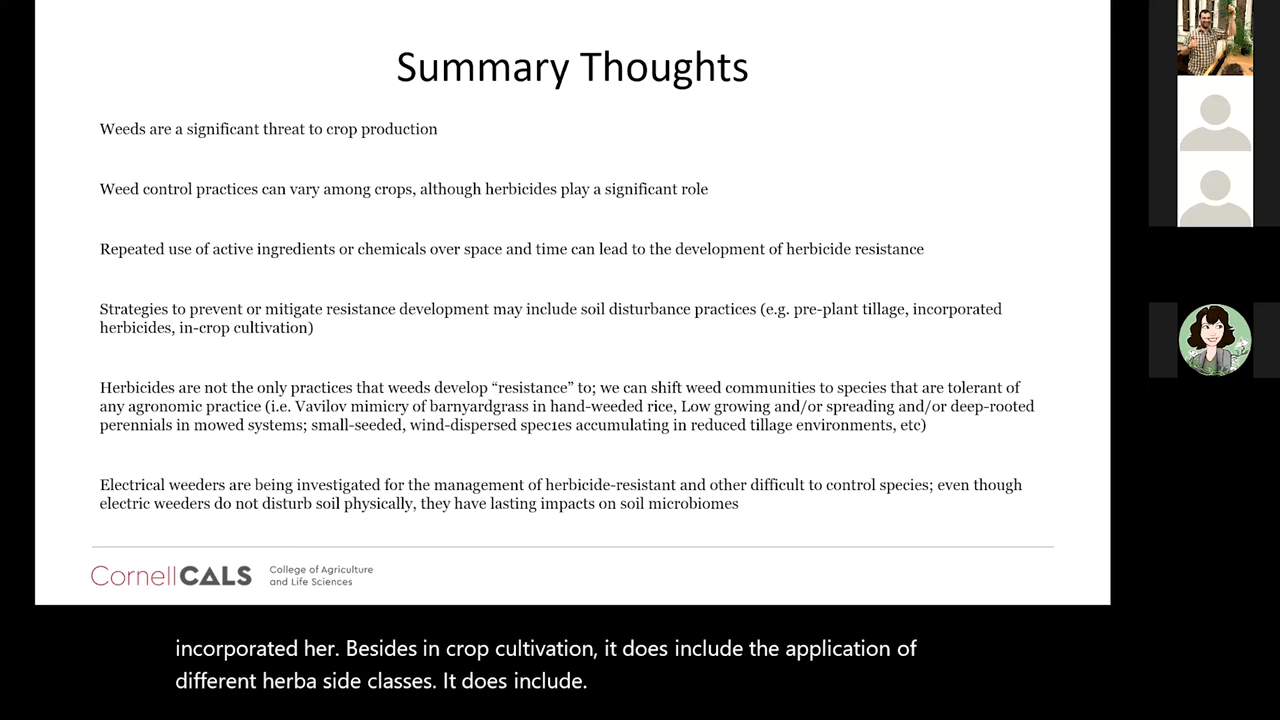 Summary Thoughts
Weeds are a significant threat to crop production
Weed control practices can vary among crops, although herbicides play a significant role
Repeated use of active ingredients or chemicals over space and time can lead to the development of herbicide resistance
Strategies to prevent or mitigate resistance development may include soil disturbance practices (e.g. pre-plant tillage, incorporated
herbicides, in-crop cultivation)
Herbicides are not the only practices that weeds develop “resistance” to; we can shift weed communities to species that are tolerant of
any agronomic practice (i.e. Vavilov mimicry of barnyardgrass in hand-weeded rice, Low growing and/or spreading and/or deep-rooted
perennials in mowed systems; small-seeded, wind-dispersed species accumulating in reduced tillage environments, etc)
Electrical weeders are being investigated for the management of herbicide-resistant and other difficult to control species; even though
electric weeders do not disturb soil physically, they have lasting impacts on soil microbiomes
CornellCALS
College of Agriculture
and Life Sciences
incorporated her. Besides in crop cultivation, it does include the application of
different herba side classes. It does include.